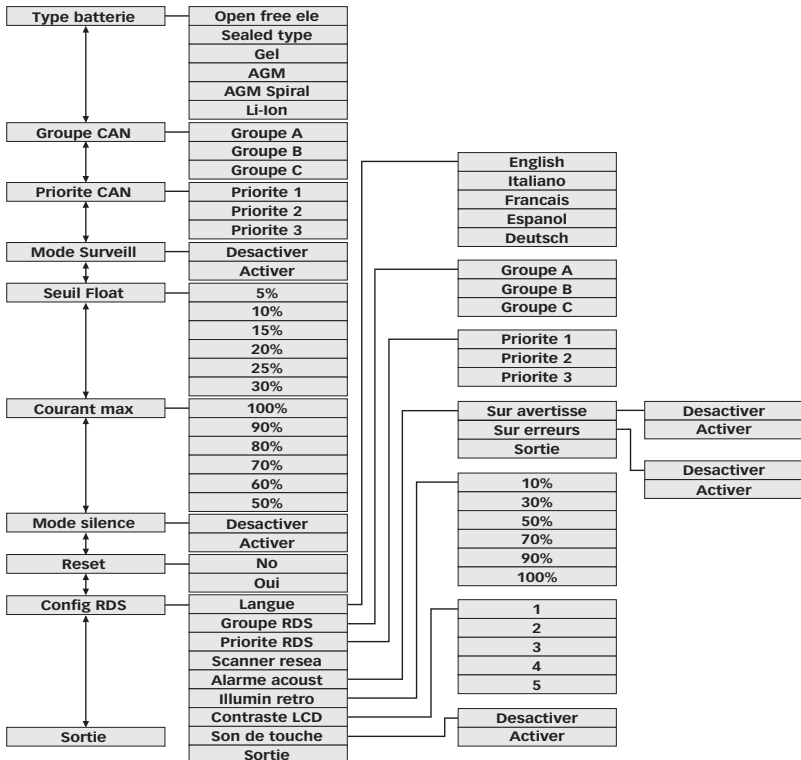 Type batterie
Open free ele
Sealed type
Gel
AGM
AGM Spiral
Li-Ion
Groupe CAN
Groupe A
Groupe B
Groupe C
Priorite CAN
Priorite 1
Priorite 2
Priorite 3
Mode Surveill
Desactiver
Activer
Seuil Float
5%
10%
15%
20%
25%
30%
Courant max
100%
90%
80%
70%
60%
50%
Mode silence
Desactiver
Activer
Reset
No
Oui
Config RDS
Langue
Groupe RDS
Priorite RDS
Scanner resea
Alarme acoust
Illumin retro
Contraste LCD
Son de touche
Sortie
Sortie
English
Italiano
Francais
Espanol
Deutsch
Groupe A
Groupe B
Groupe C
Priorite 1
Priorite 2
Priorite 3
Sur avertisse
Sur erreurs
Sortie
Desactiver
Activer
Desactiver
Activer
10%
30%
50%
70%
90%
100%
1
2
3
4
5
Desactiver
Activer